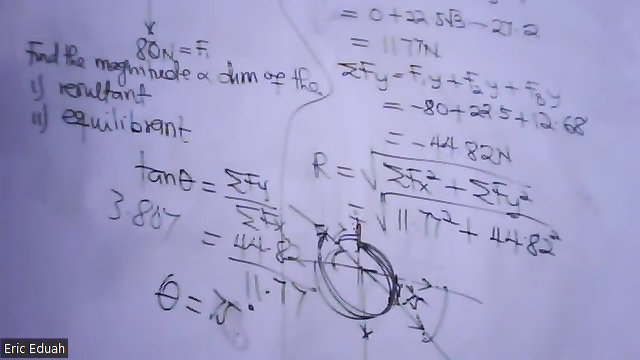 80N = F₁
Find the magnitude & dirn of the
i) resultant
ii) equilibrant
= 0 + 22.5√3 - 27.2
= 11.77N
ΣFy = F₁y + F₂y + F₃y
= -80 + 22.5 + 12.68
= -44.82N
R = √ΣFx² + ΣFy²
= √11.77² + 44.82²
tanθ = ΣFy / ΣFx
3.807
= 44.82 / 11.77
θ =
Eric Eduah